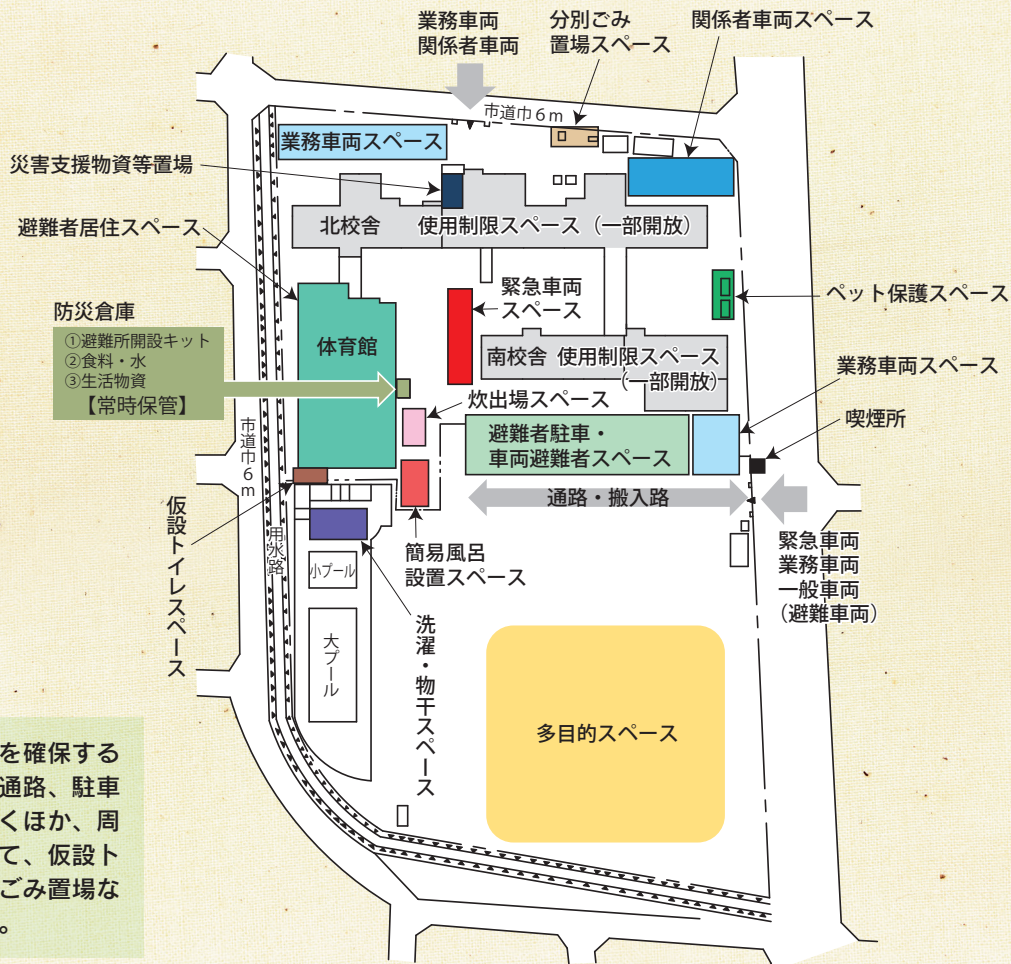 業務車両
関係者車両
分別ごみ
置場スペース
関係者車両スペース
市道巾6m
業務車両スペース
災害支援物資等置場
避難者居住スペース
北校舎
使用制限スペース（一部開放）
防災倉庫
①避難所開設キット
②食料・水
③生活物資
【常時保管】
体育館
緊急車両
スペース
ペット保護スペース
南校舎
使用制限スペース
（一部開放）
業務車両スペース
炊出場スペース
喫煙所
避難者駐車・
車両避難者スペース
市道巾6m
通路・搬入路
仮設トイレスペース
用水路
簡易風呂
設置スペース
緊急車両
業務車両
一般車両
（避難車両）
小プール
大プール
洗濯・物干スペース
多目的スペース
を確保する
通路、駐車
くほか、周
て、仮設ト
ごみ置場な
。